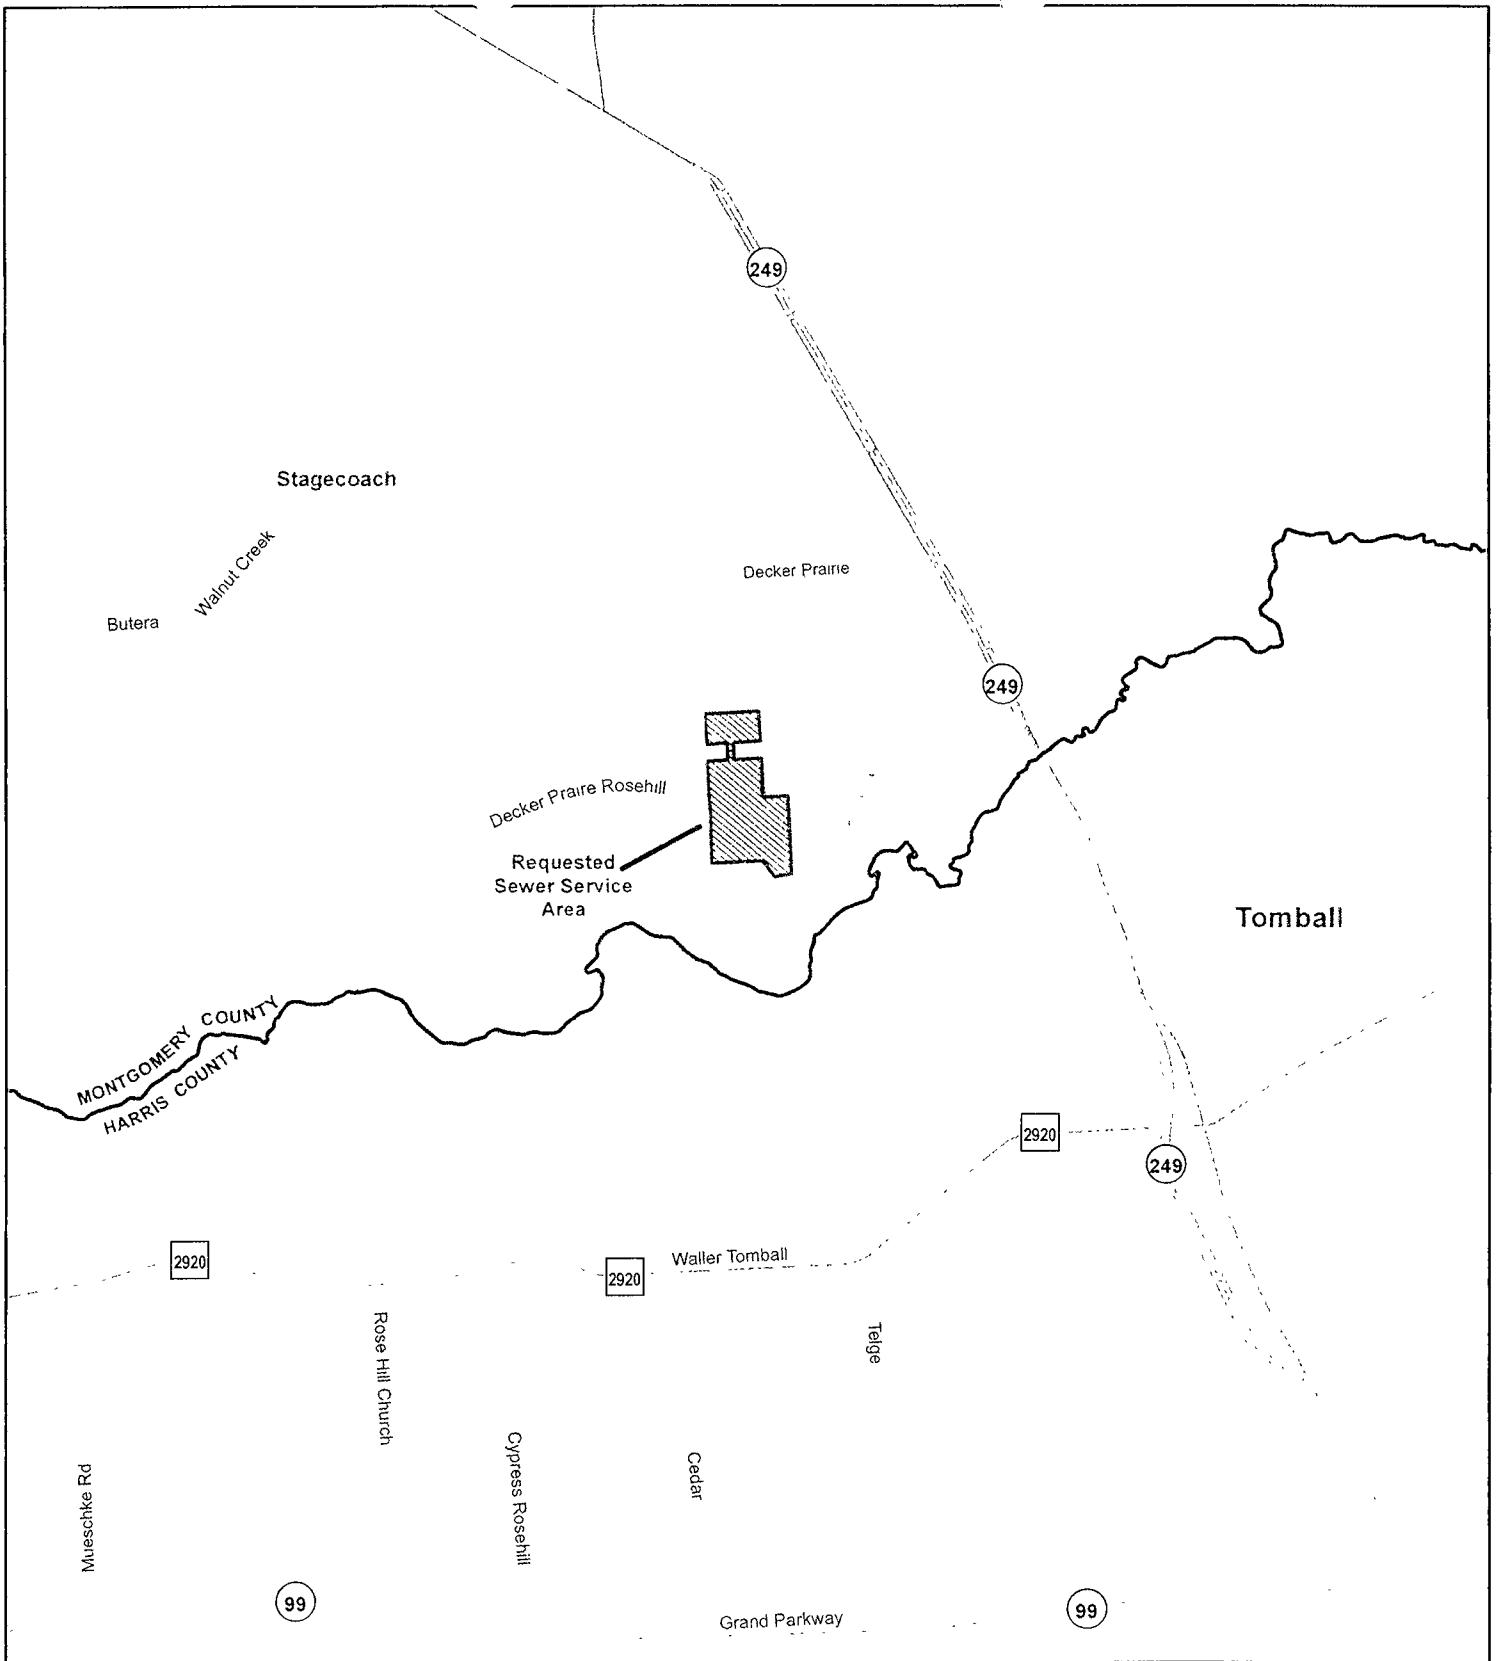 249
Stagecoach
Walnut Creek
Decker Prairie
Butera
249
Decker Praire Rosehill
Requested
Sewer Service
Area
Tomball
MONTGOMERY COUNTY
HARRIS COUNTY
2920
249
2920
2920
Waller Tomball
Rose Hill Church
Telge
Cypress Rosehill
Cedar
Mueschke Rd
99
Grand Parkway
99